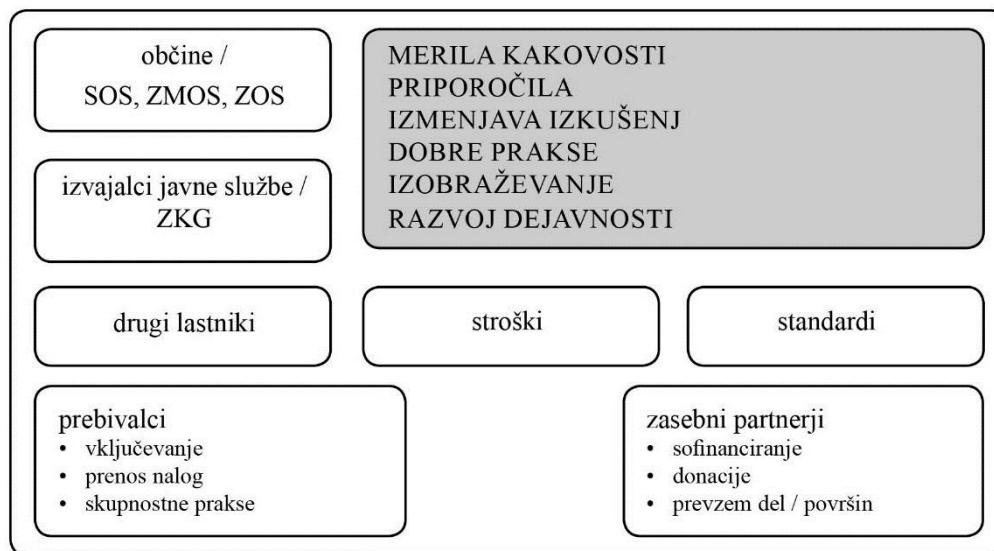 občine /
SOS, ZMOS, ZOS
MERILA KAKOVOSTI
PRIPOROČILA
IZMENJAVA IZKUŠENJ
DOBRE PRAKSE
IZOBRAŽEVANJE
RAZVOJ DEJAVNOSTI
izvajalci javne službe /
ZKG
drugi lastniki
stroški
standardi
prebivalci
• vključevanje
• prenos nalog
• skupnostne prakse
zasebni partnerji
• sofinanciranje
• donacije
• prevzem del / površin